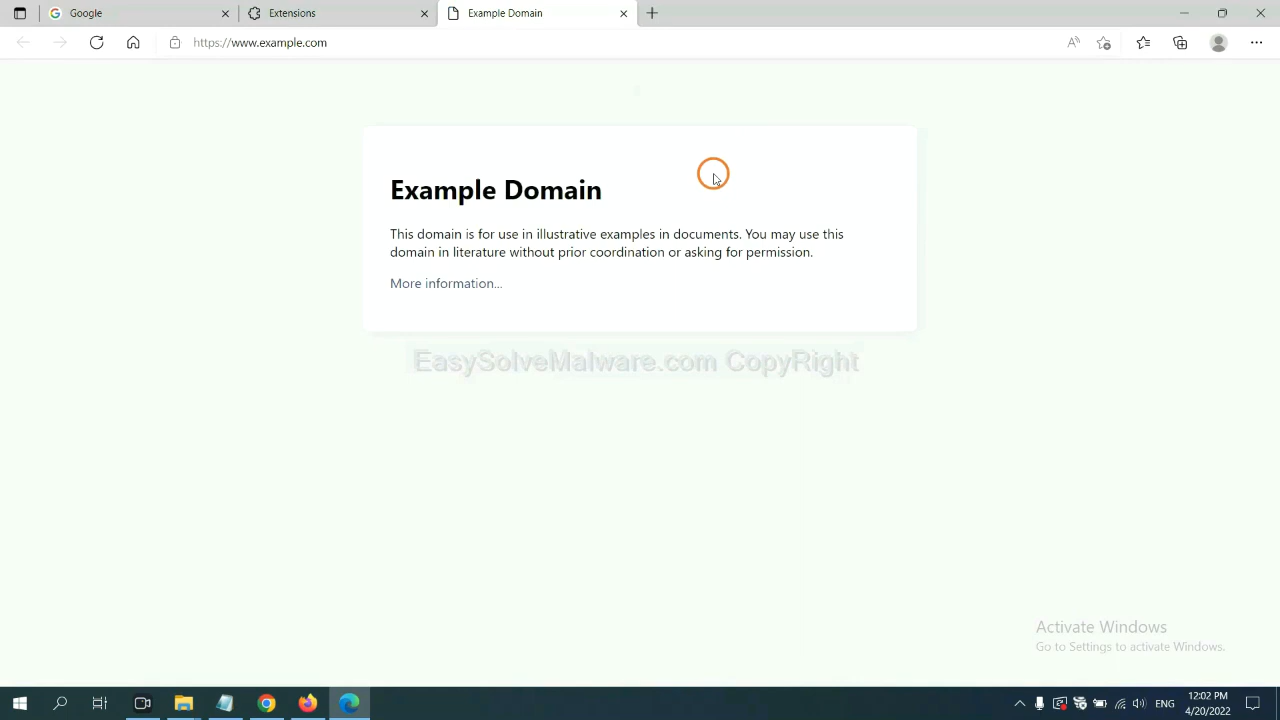 Google
Extensions
Example Domain
https://www.example.com
Example Domain
This domain is for use in illustrative examples in documents. You may use this
domain in literature without prior coordination or asking for permission.
More information...
EasySolveMalware.com CopyRight
Activate Windows
Go to Settings to activate Windows.
ENG
12:02 PM
4/20/2022